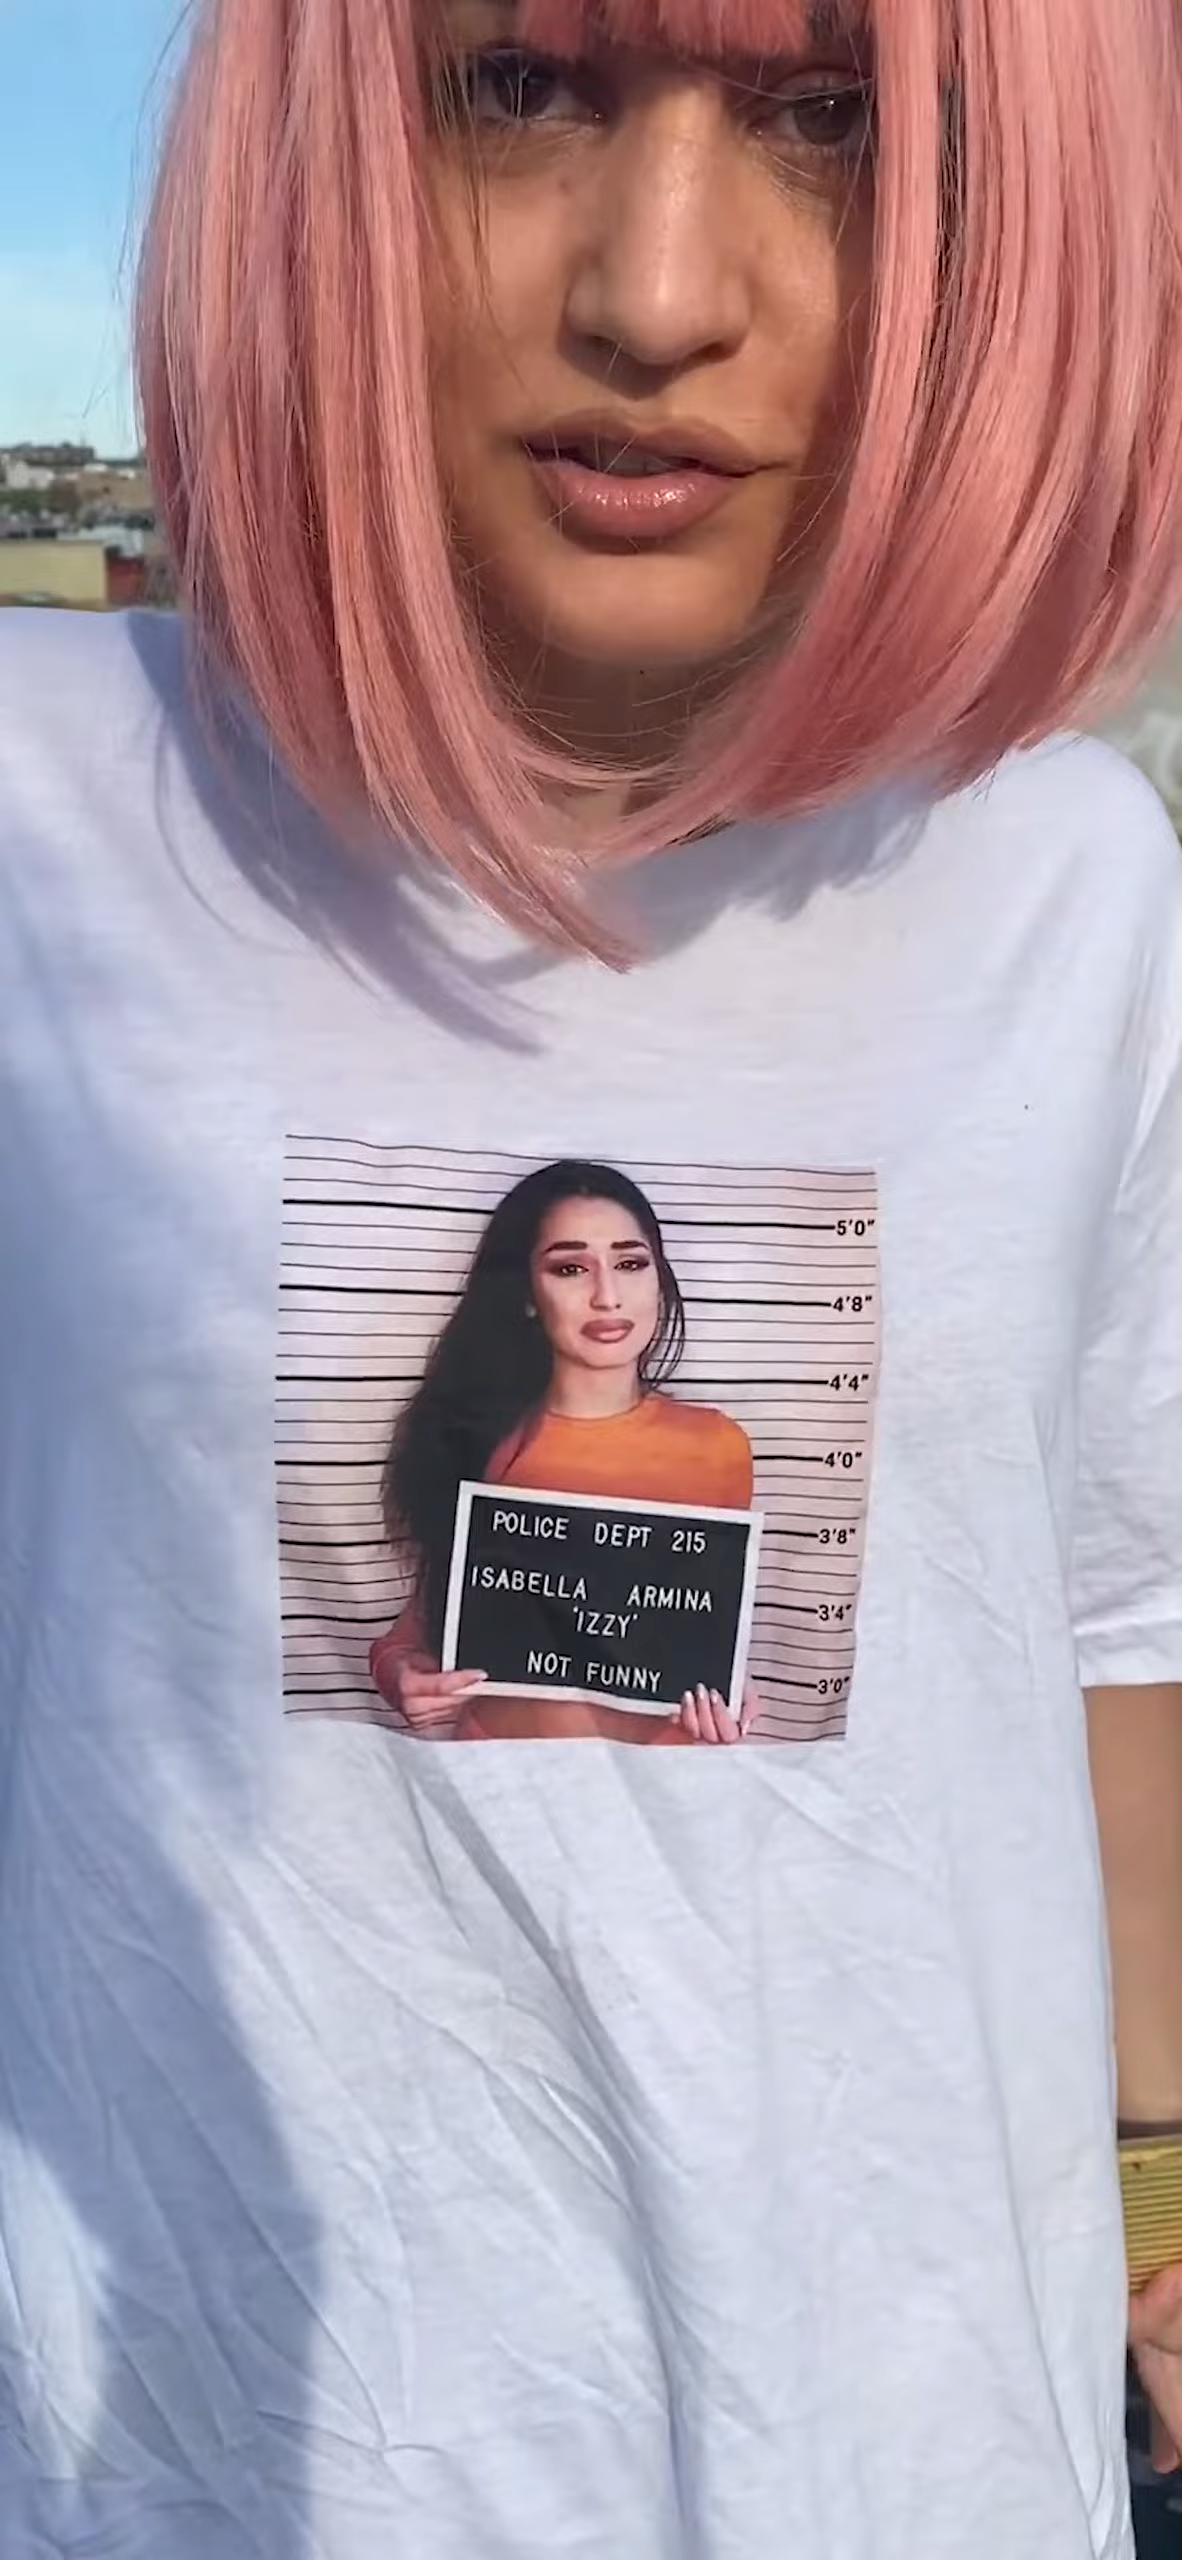 5'0"
4'8"
4'4"
4'0"
3'8"
3'4"
3'0"
POLICE DEPT 215
ISABELLA ARMINA
'IZZY'
NOT FUNNY